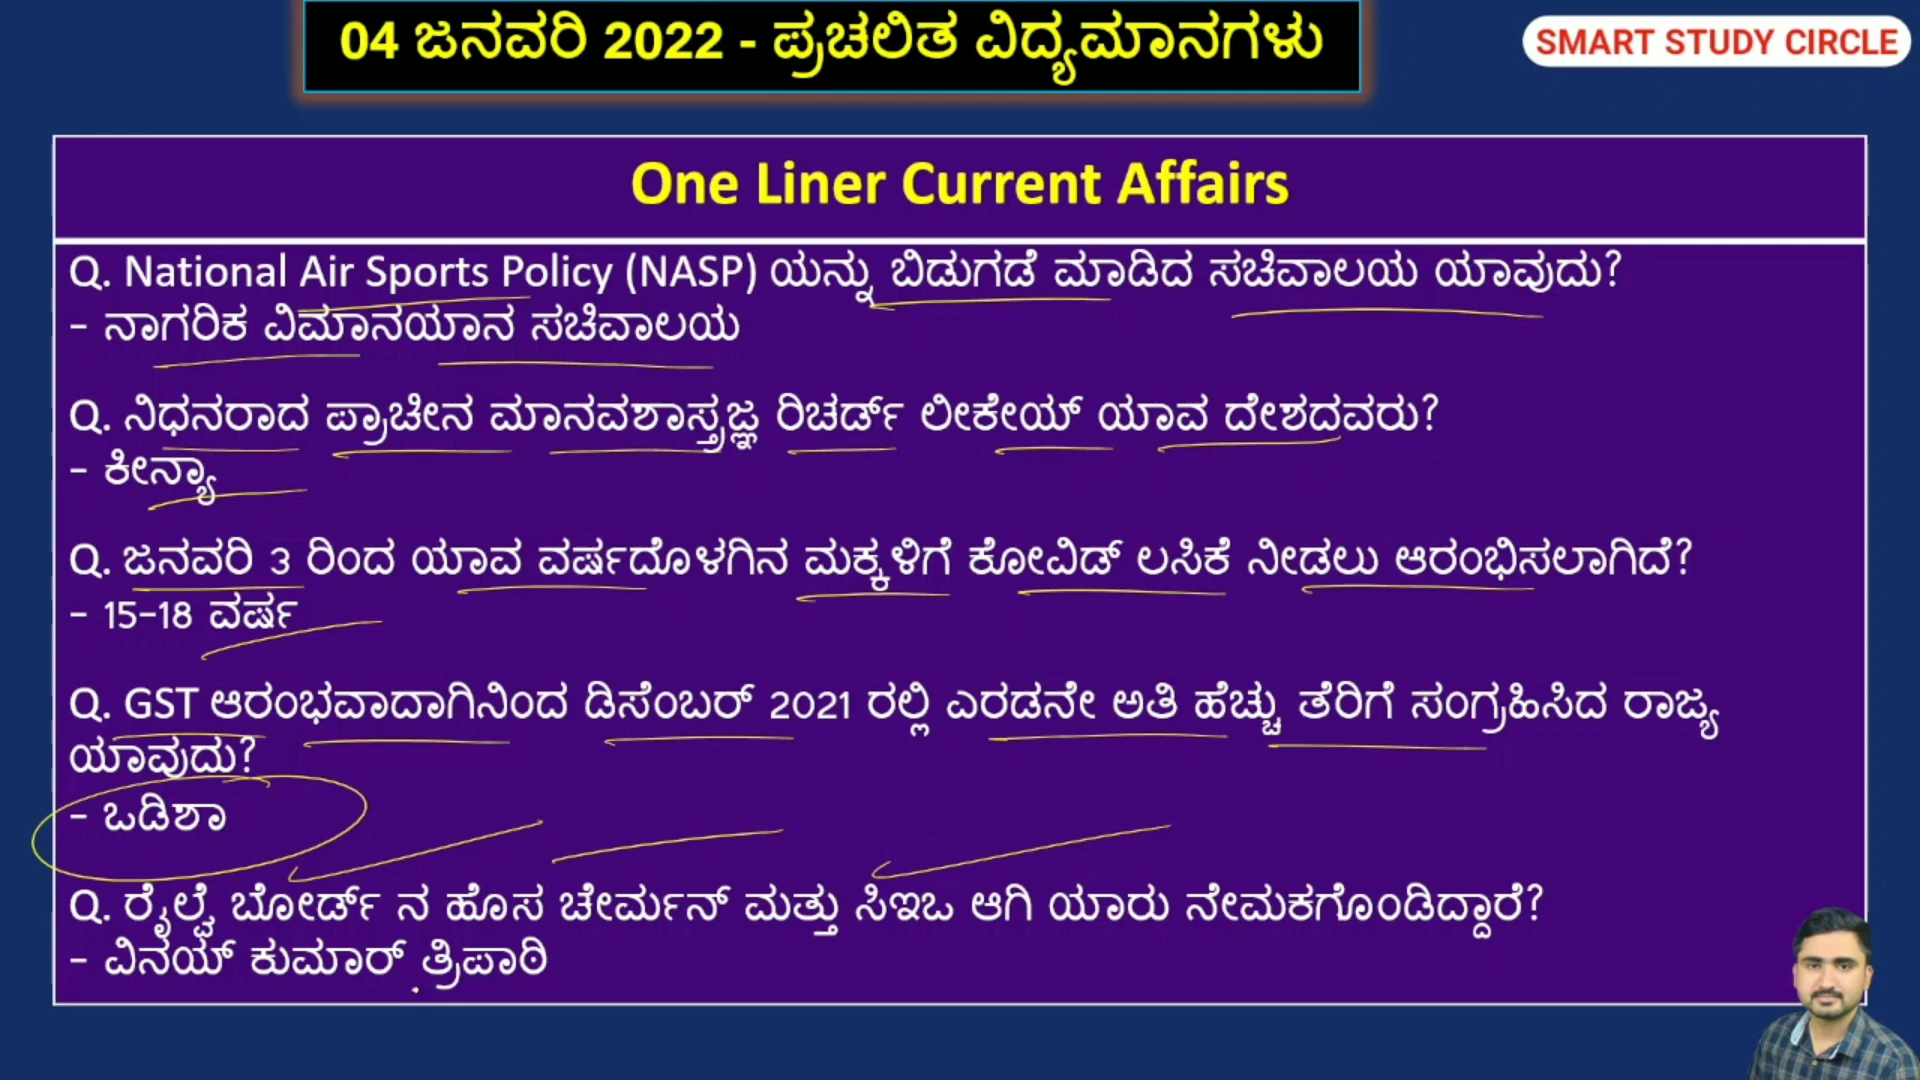 04 ಜನವರಿ 2022 - ಪ್ರಚಲಿತ ವಿದ್ಯಮಾನಗಳು
SMART STUDY CIRCLE
One Liner Current Affairs
Q. National Air Sports Policy (NASP) ಯನ್ನು ಬಿಡುಗಡೆ ಮಾಡಿದ ಸಚಿವಾಲಯ ಯಾವುದು?
- ನಾಗರಿಕ ವಿಮಾನಯಾನ ಸಚಿವಾಲಯ
Q. ನಿಧನರಾದ ಪ್ರಾಚೀನ ಮಾನವಶಾಸ್ತ್ರಜ್ಞ ರಿಚರ್ಡ್ ಲೀಕೇಯ್ ಯಾವ ದೇಶದವರು?
- ಕೀನ್ಯಾ
Q. ಜನವರಿ 3 ರಿಂದ ಯಾವ ವರ್ಷದೊಳಗಿನ ಮಕ್ಕಳಿಗೆ ಕೋವಿಡ್ ಲಸಿಕೆ ನೀಡಲು ಆರಂಭಿಸಲಾಗಿದೆ?
- 15-18 ವರ್ಷ
Q. GST ಆರಂಭವಾದಾಗಿನಿಂದ ಡಿಸೆಂಬರ್ 2021 ರಲ್ಲಿ ಎರಡನೇ ಅತಿ ಹೆಚ್ಚು ತೆರಿಗೆ ಸಂಗ್ರಹಿಸಿದ ರಾಜ್ಯ
ಯಾವುದು?
- ಒಡಿಶಾ
Q. ರೈಲ್ವೆ ಬೋರ್ಡ್ ನ ಹೊಸ ಚೇರ್ಮನ್ ಮತ್ತು ಸಿಇಒ ಆಗಿ ಯಾರು ನೇಮಕಗೊಂಡಿದ್ದಾರೆ?
- ವಿನಯ್ ಕುಮಾರ್ ತ್ರಿಪಾಠಿ